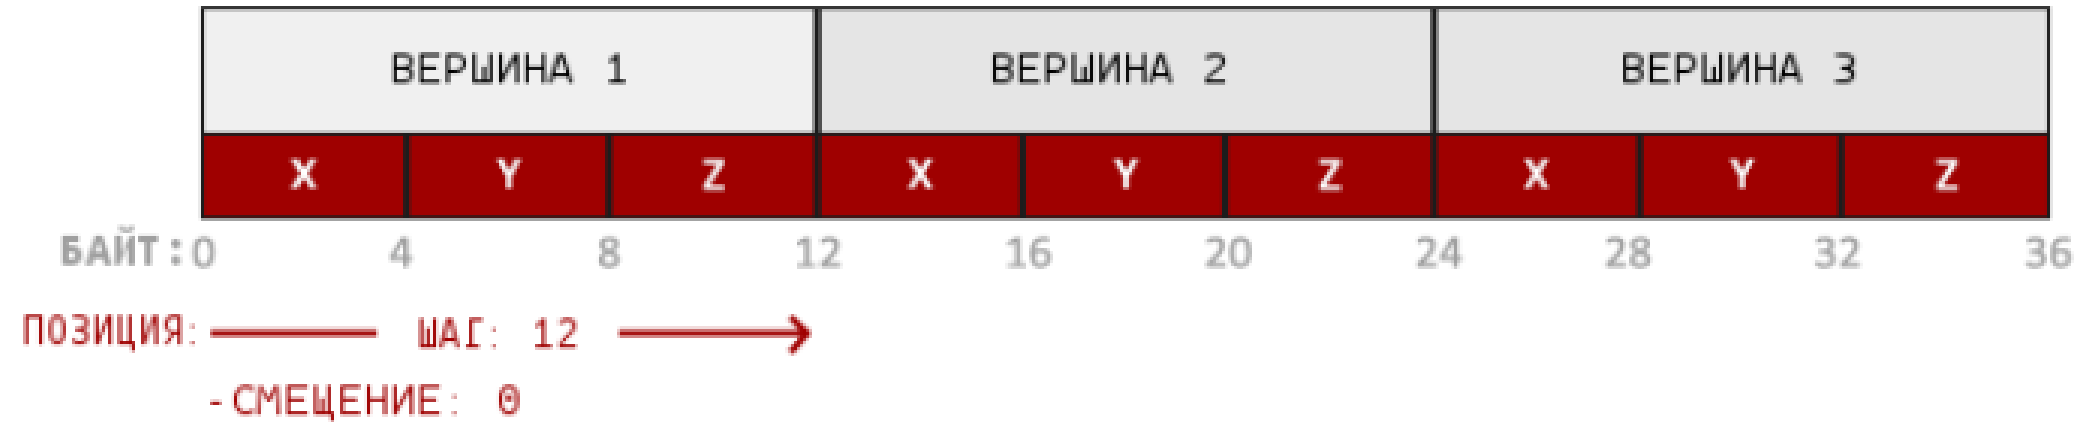 ВЕРШИНА 1 ВЕРШИНА 2 ВЕРШИНА 3
X Y Z X Y Z X Y Z
БАЙТ: 0 4 8 12 16 20 24 28 32 36
ПОЗИЦИЯ: ШАГ: 12
-СМЕЩЕНИЕ: 0